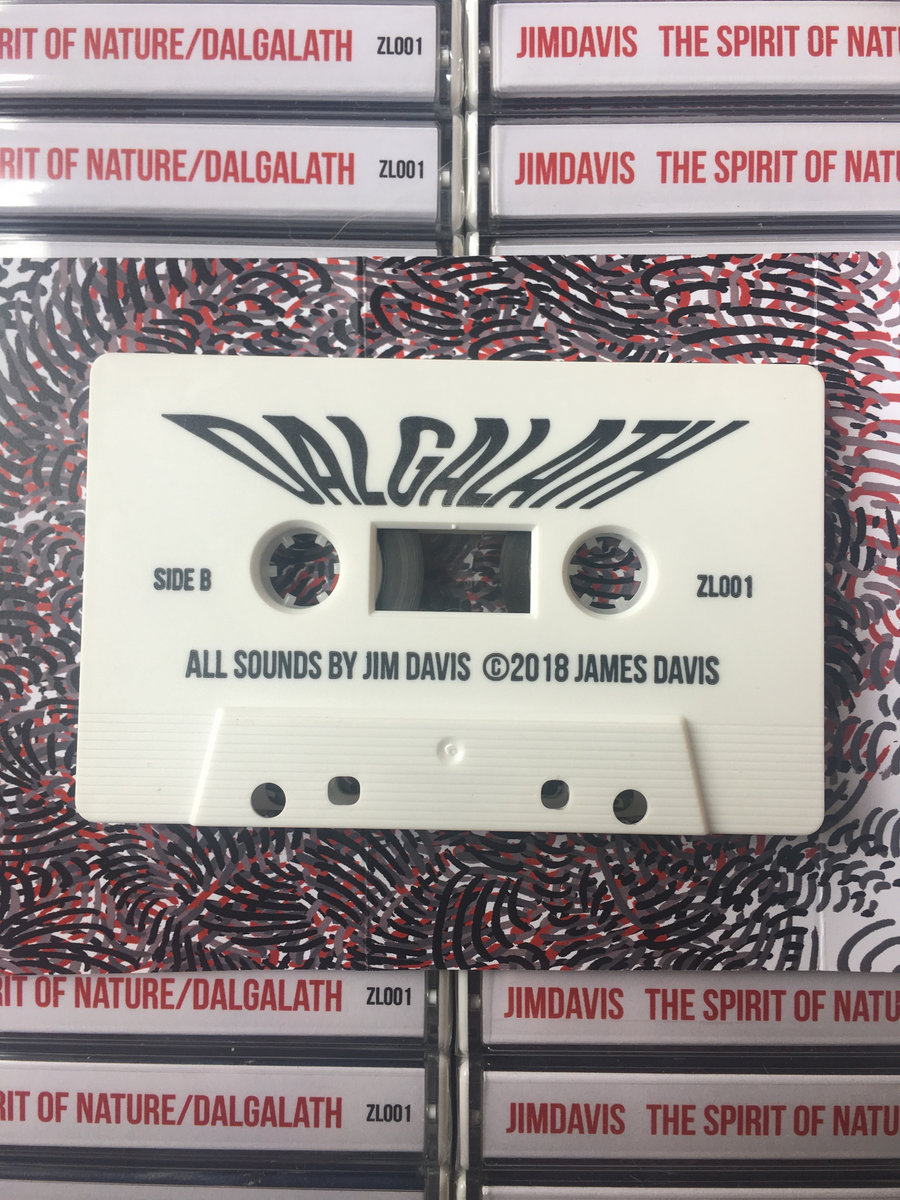 RIT OF NATURE/DALGALATH ZL001
JIMDAVIS THE SPIRIT OF NATU
RIT OF NATURE/DALGALATH ZL001
JIMDAVIS THE SPIRIT OF NATU
DALGALATH
SIDE B
ZL001
ALL SOUNDS BY JIM DAVIS ©2018 JAMES DAVIS
RIT OF NATURE/DALGALATH ZL001
JIMDAVIS THE SPIRIT OF NATU
RIT OF NATURE/DALGALATH ZL001
JIMDAVIS THE SPIRIT OF NATU